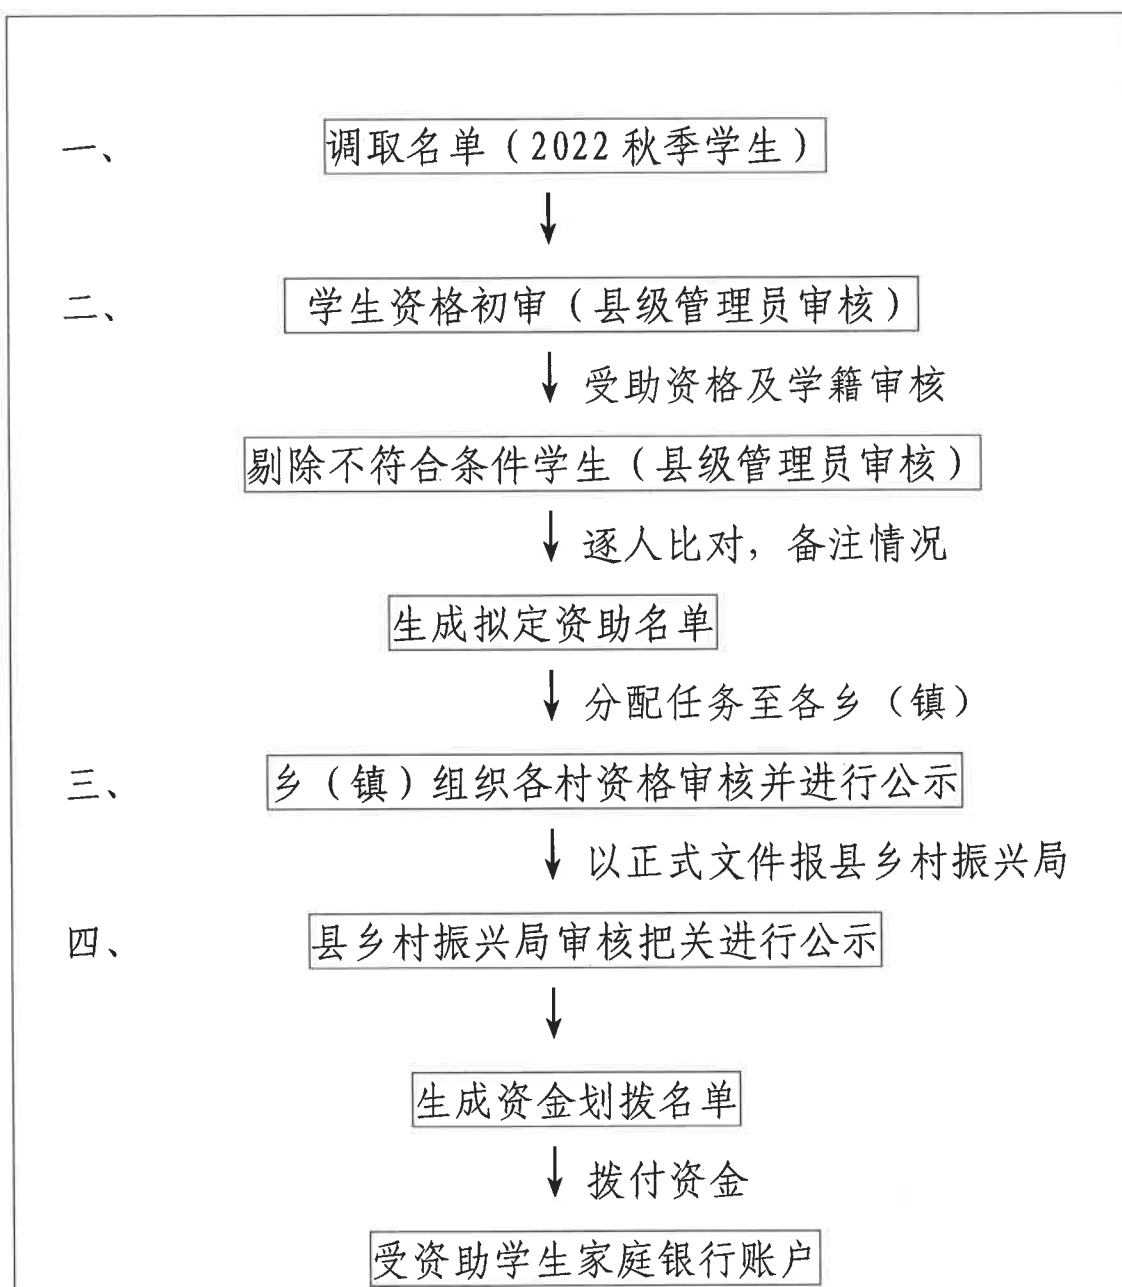 一、 调取名单（2022 秋季学生）
二、 学生资格初审（县级管理员审核）
受助资格及学籍审核
剔除不符合条件学生（县级管理员审核）
逐人比对，备注情况
生成拟定资助名单
分配任务至各乡（镇）
三、 乡（镇）组织各村资格审核并进行公示
以正式文件报县乡村振兴局
四、 县乡村振兴局审核把关进行公示
生成资金划拨名单
拨付资金
受资助学生家庭银行账户